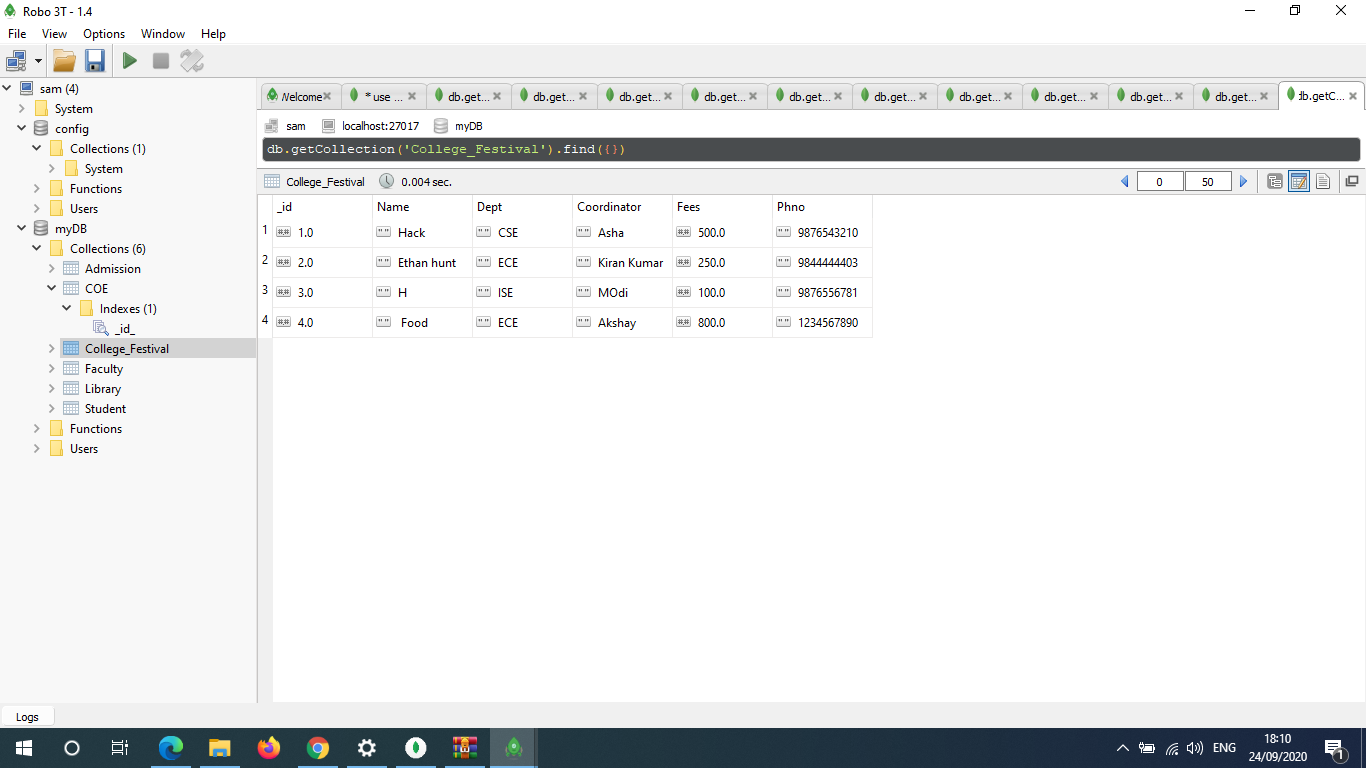 Robo 3T - 1.4
File View Options Window Help
sam (4)
System
config
Collections (1)
System
Functions
Users
myDB
Collections (6)
Admission
COE
Indexes (1)
_id_
College_Festival
Faculty
Library
Student
Functions
Users
Welcome * use ... db.get... db.get... db.get... db.get... db.get... db.get... db.get... db.get... db.get... db.get... db.getC...
sam localhost:27017 myDB
db.getCollection('College_Festival').find({})
College_Festival 0.004 sec. 0 50
_id Name Dept Coordinator Fees Phno
1 ## 1.0 "" Hack "" CSE "" Asha ## 500.0 "" 9876543210
2 ## 2.0 "" Ethan hunt "" ECE "" Kiran Kumar ## 250.0 "" 9844444403
3 ## 3.0 "" H "" ISE "" MOdi ## 100.0 "" 9876556781
4 ## 4.0 "" Food "" ECE "" Akshay ## 800.0 "" 1234567890
Logs
ENG 18:10
24/09/2020
1